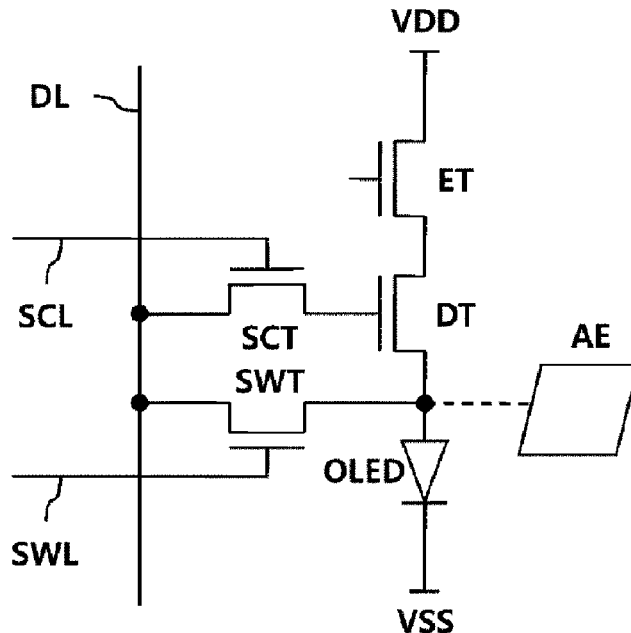 VDD
DL
ET
SCL
SCT
DT
AE
SWT
OLED
SWL
VSS